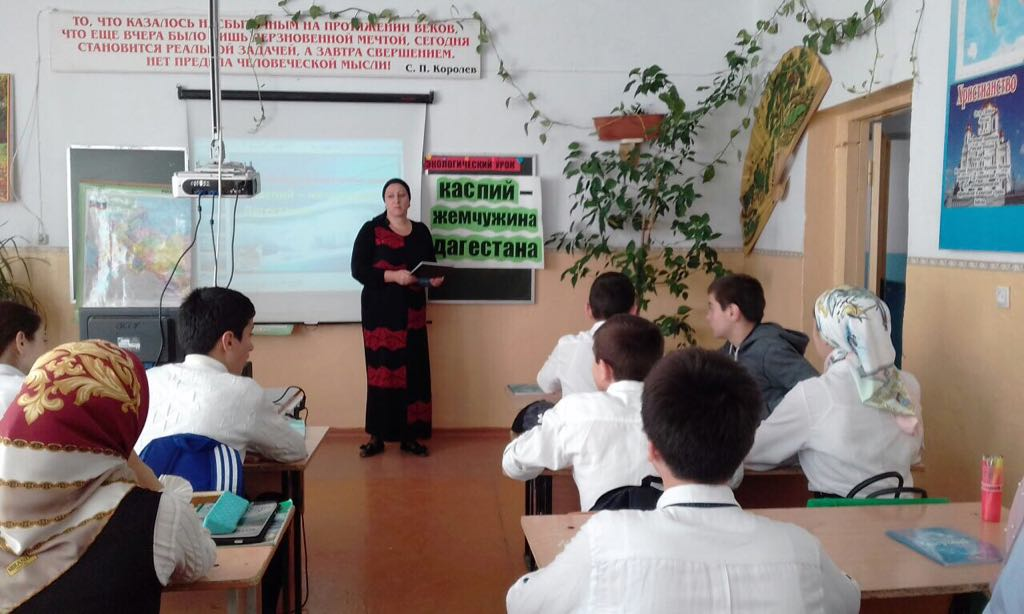 ТО, ЧТО КАЗАЛОСЬ НЕСБЫТОЧНЫМ НА ПРОТЯЖЕНИИ ВЕКОВ,
ЧТО ЕЩЕ ВЧЕРА БЫЛО ЛИШЬ ДЕРЗНОВЕННОЙ МЕЧТОЙ, СЕГОДНЯ
СТАНОВИТСЯ РЕАЛЬНОЙ ЗАДАЧЕЙ, А ЗАВТРА СВЕРШЕНИЕМ.
НЕТ ПРЕДЕЛА ЧЕЛОВЕЧЕСКОЙ МЫСЛИ!
С. П. Королев
ЭКОЛОГИЧЕСКИЙ УРОК
КАСПИЙ –
ЖЕМЧУЖИНА
ДАГЕСТАНА
Христианство